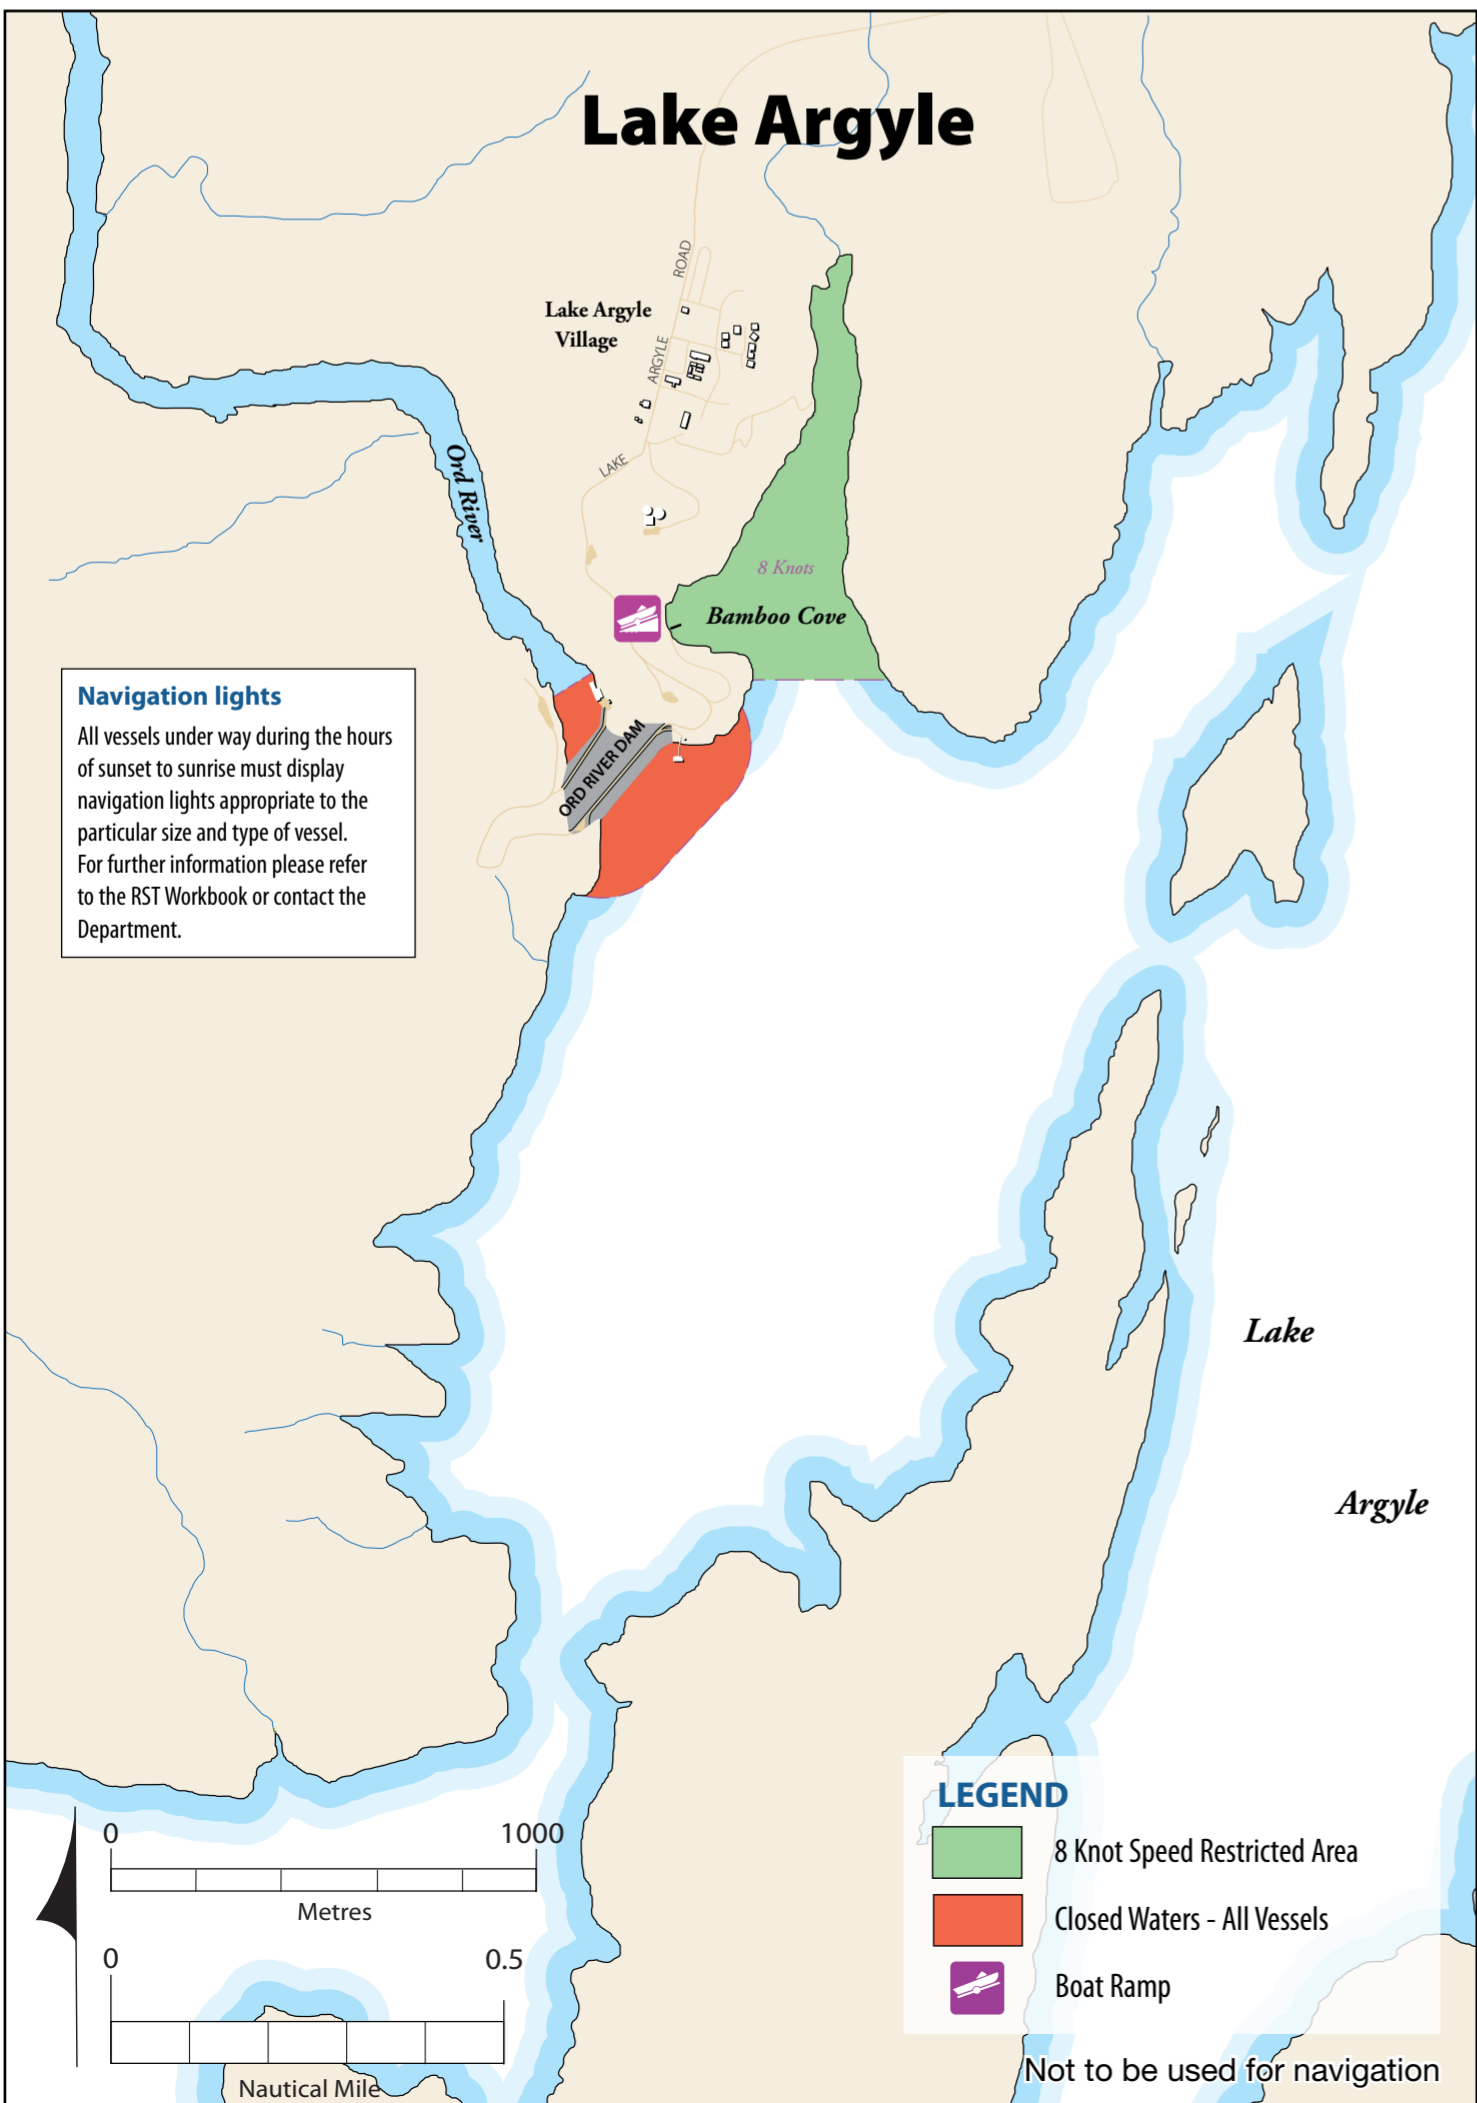 Lake Argyle
ROAD
Lake Argyle
Village
ARGYLE
LAKE
Ord River
8 Knots
Bamboo Cove
ORD RIVER DAM
Navigation lights
All vessels under way during the hours
of sunset to sunrise must display
navigation lights appropriate to the
particular size and type of vessel.
For further information please refer
to the RST Workbook or contact the
Department.
Lake
Argyle
LEGEND
8 Knot Speed Restricted Area
Closed Waters - All Vessels
Boat Ramp
0 1000
Metres
0 0.5
Nautical Mile
Not to be used for navigation